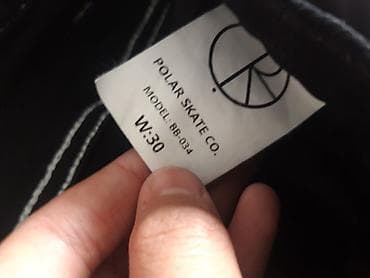 POLAR SKATE CO.
MODEL: BB-034
W:30